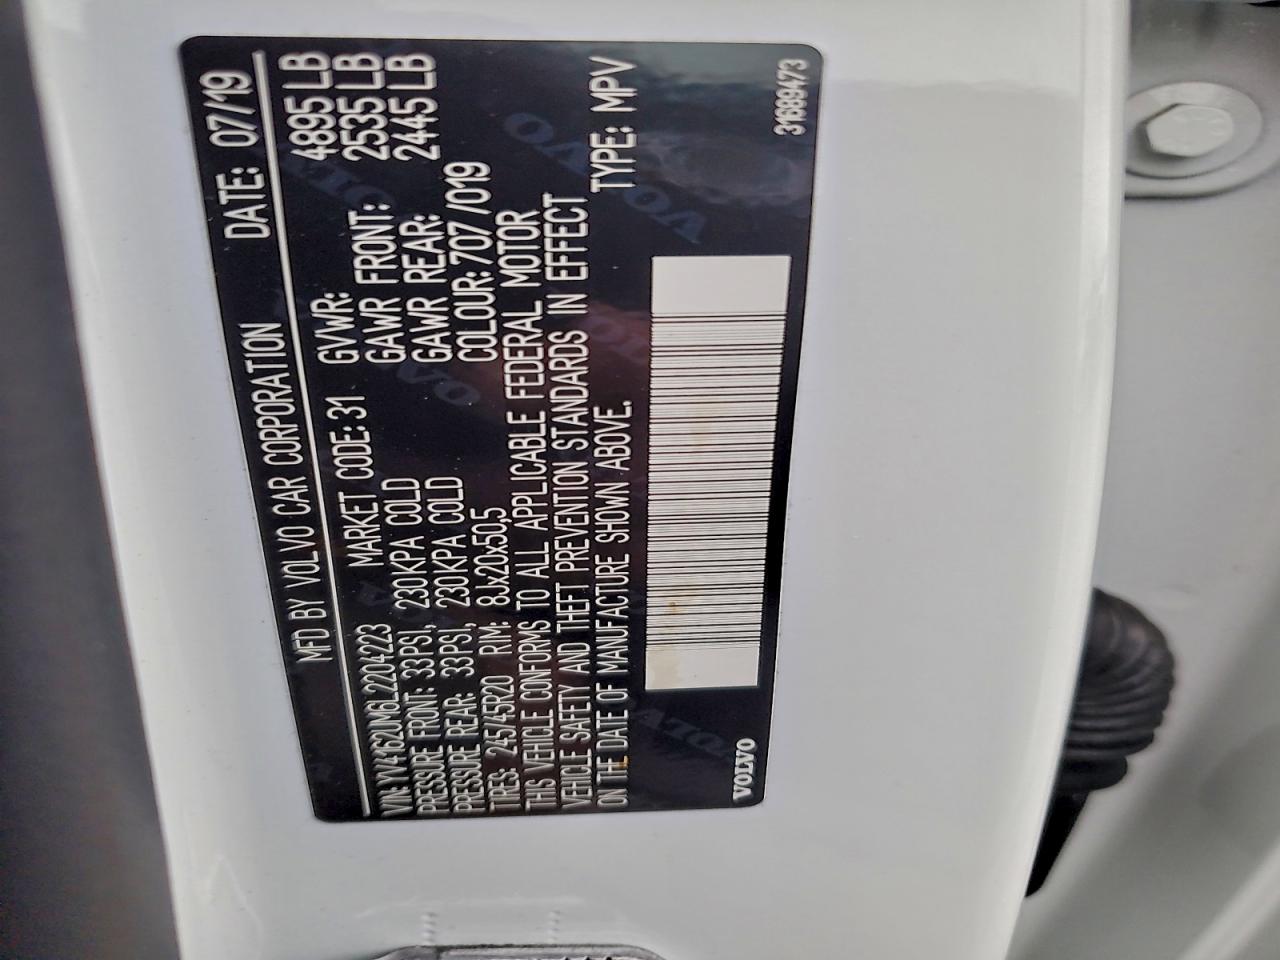 MFD BY VOLVO CAR CORPORATION DATE: 07/19
VIN: YV4162UM6L2204223 MARKET CODE: 31 GVWR: 4895 LB
PRESSURE FRONT: 33PSI, 230KPA COLD GAWR FRONT: 2535 LB
PRESSURE REAR: 33PSI, 230KPA COLD GAWR REAR: 2445 LB
TIRES: 245/45R20 RIM: 8Jx20x50,5 COLOUR: 707 /019
THIS VEHICLE CONFORMS TO ALL APPLICABLE FEDERAL MOTOR
VEHICLE SAFETY AND THEFT PREVENTION STANDARDS IN EFFECT
ON THE DATE OF MANUFACTURE SHOWN ABOVE. TYPE: MPV
VOLVO 31689473